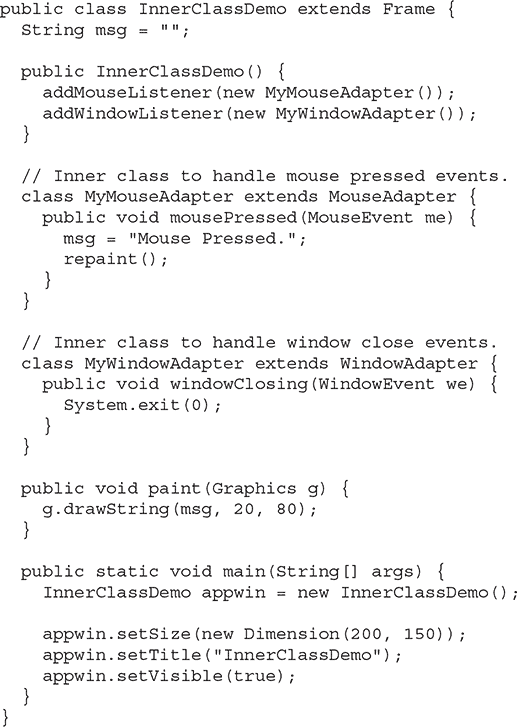 public class InnerClassDemo extends Frame {
  String msg = "";

  public InnerClassDemo() {
    addMouseListener(new MyMouseAdapter());
    addWindowListener(new MyWindowAdapter());
  }

  // Inner class to handle mouse pressed events.
  class MyMouseAdapter extends MouseAdapter {
    public void mousePressed(MouseEvent me) {
      msg = "Mouse Pressed.";
      repaint();
    }
  }

  // Inner class to handle window close events.
  class MyWindowAdapter extends WindowAdapter {
    public void windowClosing(WindowEvent we) {
      System.exit(0);
    }
  }

  public void paint(Graphics g) {
    g.drawString(msg, 20, 80);
  }

  public static void main(String[] args) {
    InnerClassDemo appwin = new InnerClassDemo();

    appwin.setSize(new Dimension(200, 150));
    appwin.setTitle("InnerClassDemo");
    appwin.setVisible(true);
  }
}